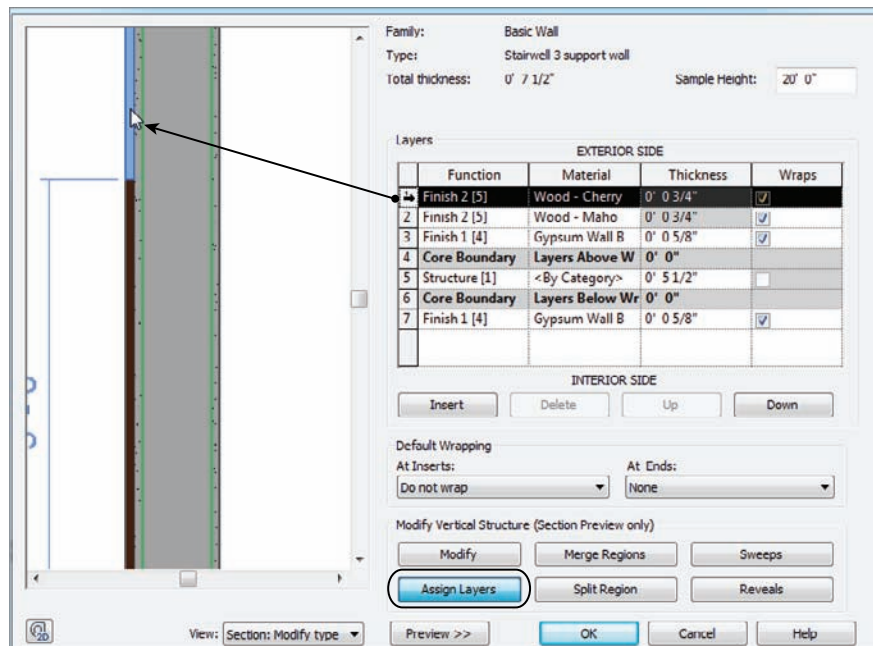 Family: Basic Wall
Type: Stairwell 3 support wall
Total thickness: 0' 7 1/2" Sample Height: 20' 0"
Layers
EXTERIOR SIDE
Function Material Thickness Wraps
1 Finish 2 [5] Wood - Cherry 0' 0 3/4"
2 Finish 2 [5] Wood - Maho 0' 0 3/4"
3 Finish 1 [4] Gypsum Wall B 0' 0 5/8"
4 Core Boundary Layers Above W 0' 0"
5 Structure [1] <By Category> 0' 5 1/2"
6 Core Boundary Layers Below Wr 0' 0"
7 Finish 1 [4] Gypsum Wall B 0' 0 5/8"
INTERIOR SIDE
Insert Delete Up Down
Default Wrapping
At Inserts: At Ends:
Do not wrap None
Modify Vertical Structure (Section Preview only)
Modify Merge Regions Sweeps
Assign Layers Split Region Reveals
2D View: Section: Modify type Preview >> OK Cancel Help